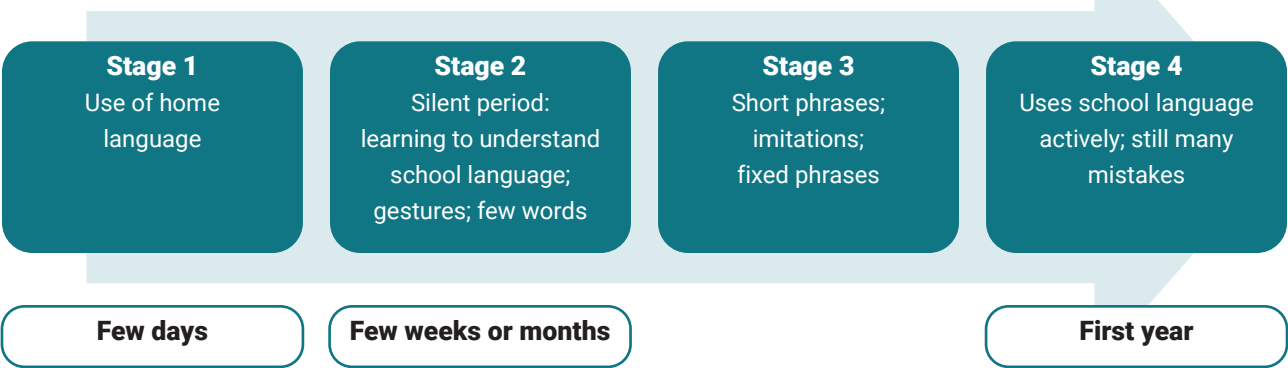 Stage 1
Use of home
language
Stage 2
Silent period:
learning to understand
school language;
gestures; few words
Stage 3
Short phrases;
imitations;
fixed phrases
Stage 4
Uses school language
actively; still many
mistakes
Few days
Few weeks or months
First year